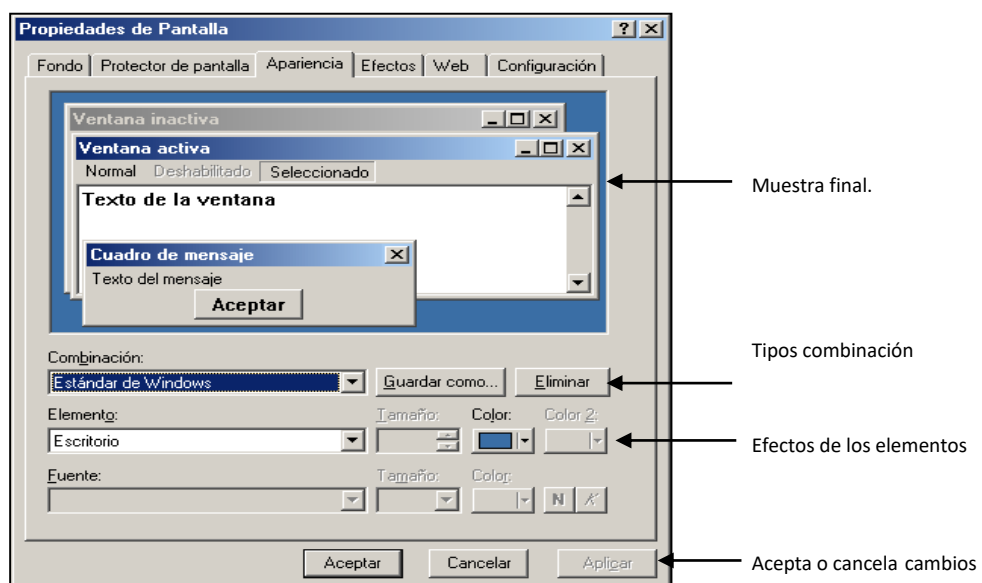 Propiedades de Pantalla
Fondo Protector de pantalla Apariencia Efectos Web Configuración
Ventana inactiva
Ventana activa
Normal Deshabilitado Seleccionado
Texto de la ventana
Muestra final.
Cuadro de mensaje
Texto del mensaje
Aceptar
Combinación:
Tipos combinación
Estándar de Windows Guardar como... Eliminar
Elemento: Tamaño: Color: Color 2:
Escritorio
Efectos de los elementos
Fuente: Tamaño: Color:
N K
Aceptar Cancelar Aplicar
Acepta o cancela cambios